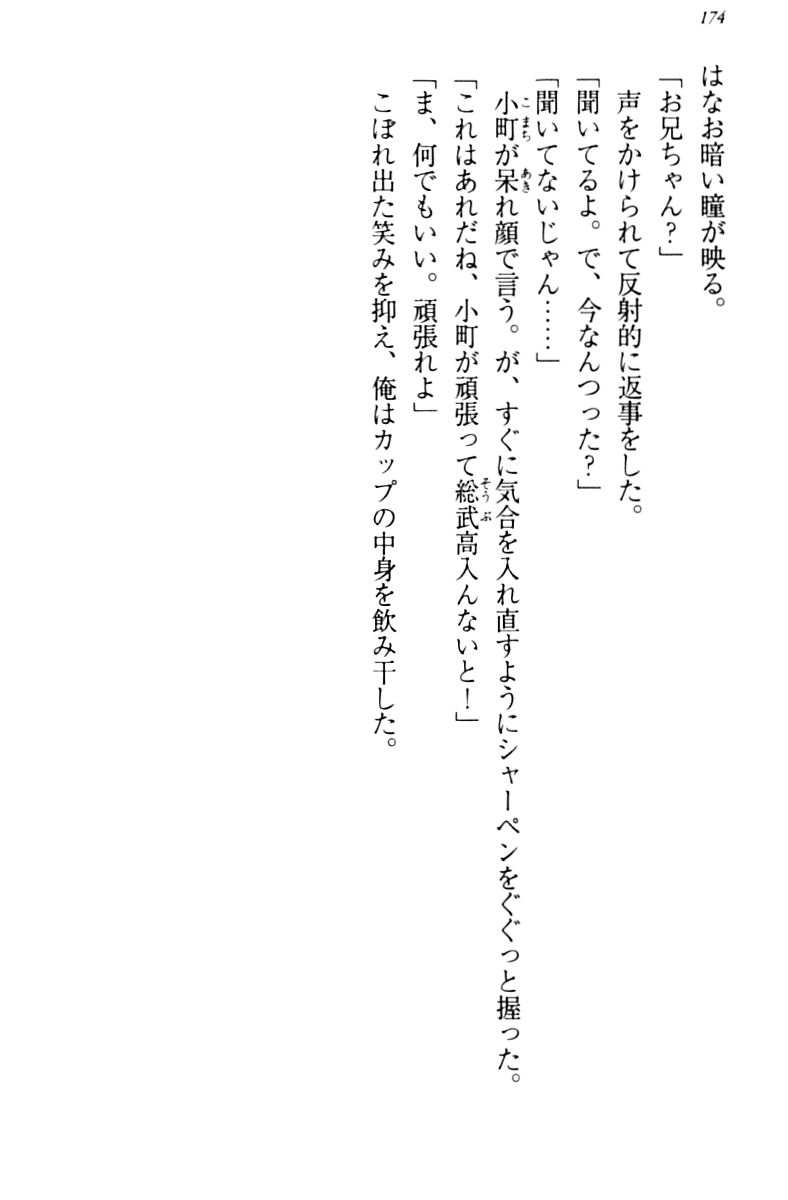 174
はなお暗い瞳が映る。
「お兄ちゃん？」
　声をかけられて反射的に返事をした。
「聞いてるよ。で、今なんつった？」
「聞いてないじゃん……」
　小町が呆れ顔で言う。が、すぐに気合を入れ直すようにシャーペンをぐぐっと握った。
「これはあれだね、小町が頑張って総武高入んないと！」
「ま、何でもいい。頑張れよ」
　こぼれ出た笑みを抑え、俺はカップの中身を飲み干した。